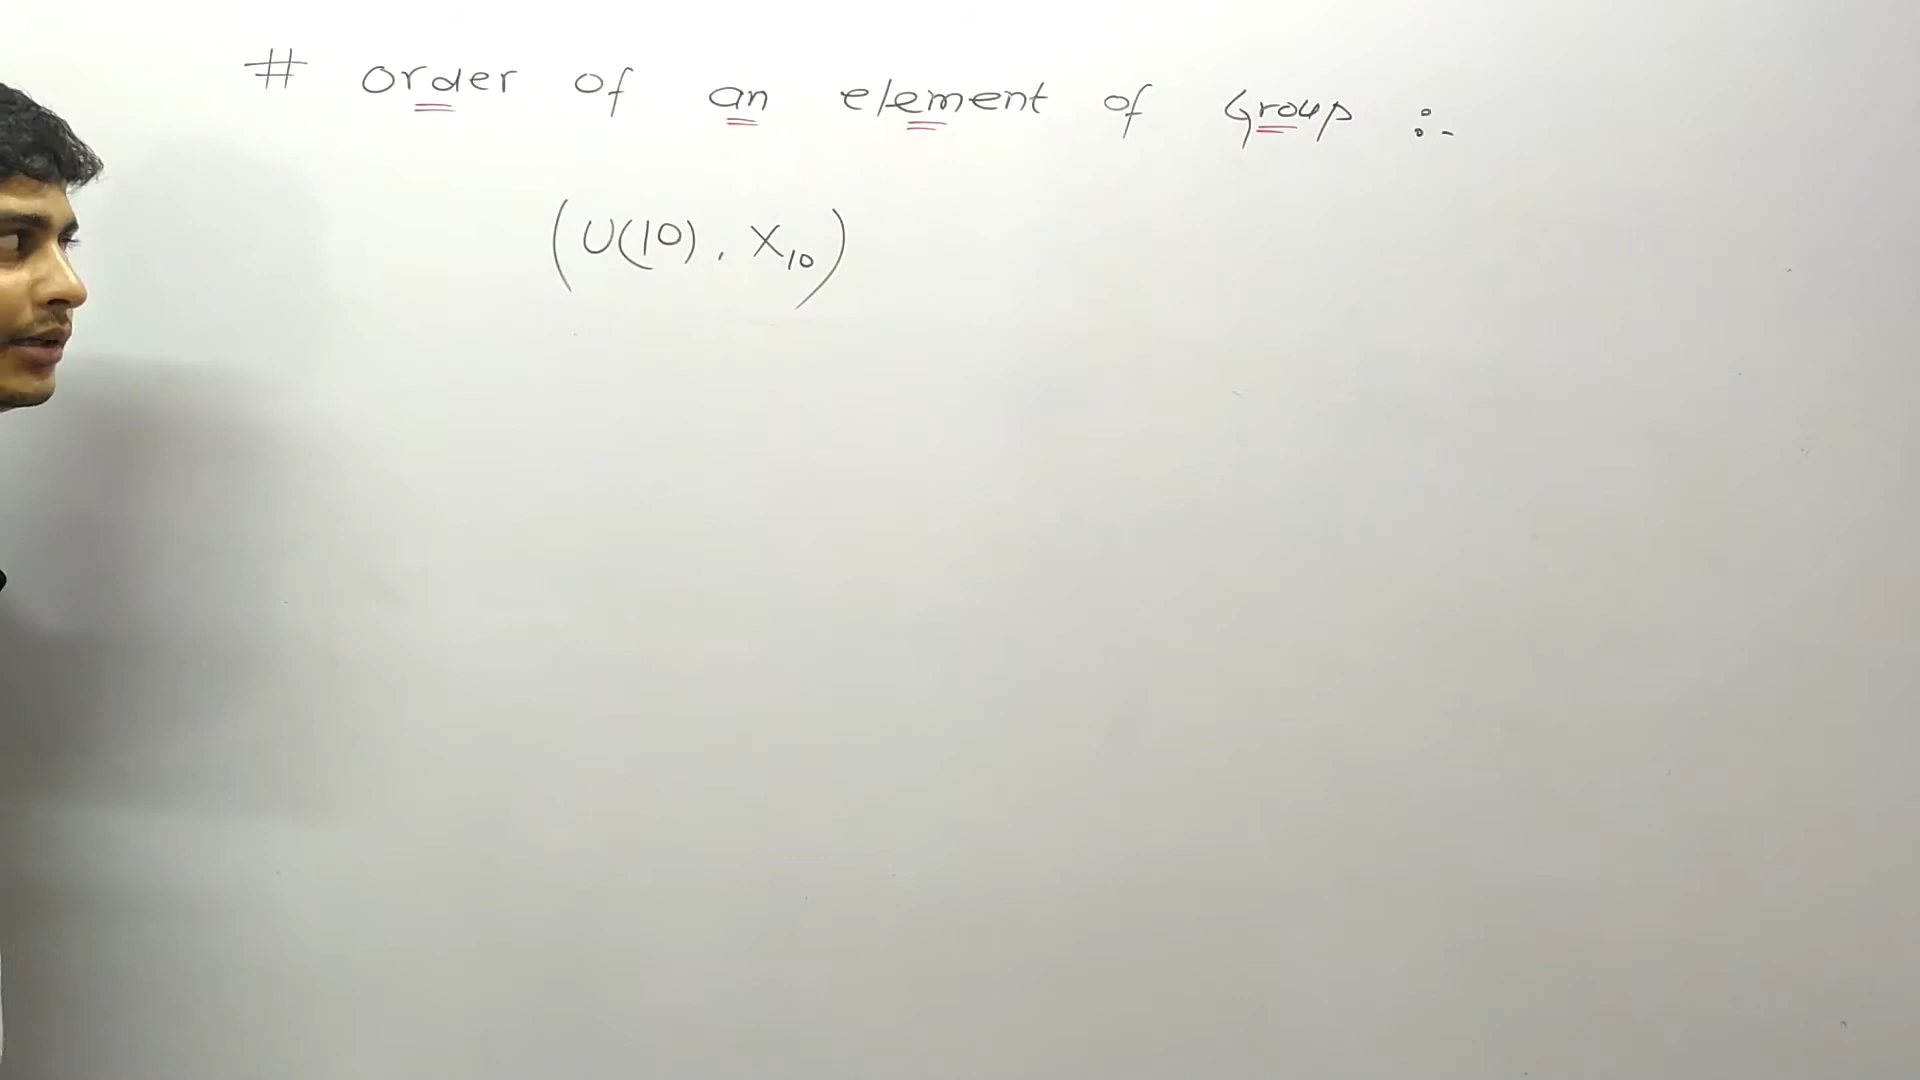 # order of an element of Group :-
(U(10), X₁₀)